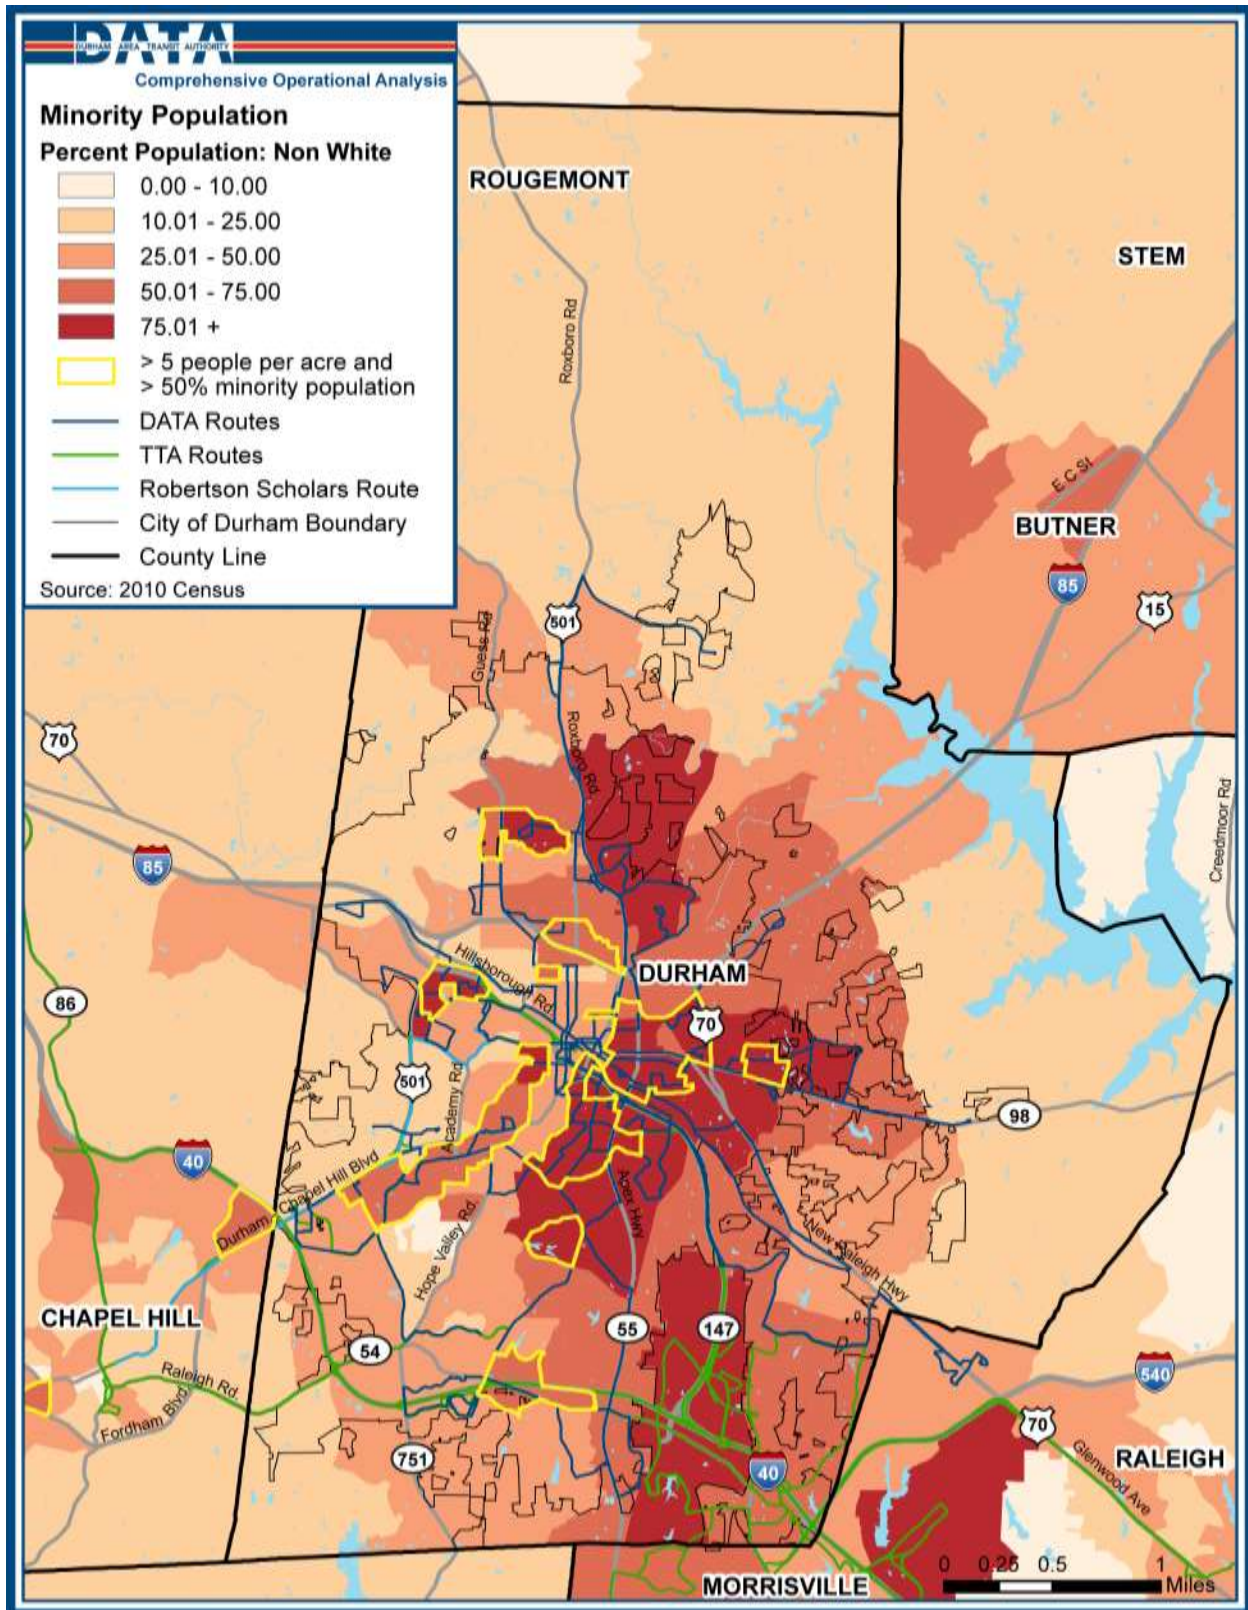 DATA
DURHAM AREA TRANSIT AUTHORITY
Comprehensive Operational Analysis
Minority Population
Percent Population: Non White
0.00 - 10.00
10.01 - 25.00
25.01 - 50.00
50.01 - 75.00
75.01 +
> 5 people per acre and
> 50% minority population
DATA Routes
TTA Routes
Robertson Scholars Route
City of Durham Boundary
County Line
Source: 2010 Census
ROUGEMONT
STEM
Roxboro Rd
E C St
BUTNER
85
15
501
Guess Rd
70
Roxboro Rd
Creedmoor Rd
85
Hillsborough Rd
DURHAM
86
70
501
Academy Rd
98
40
Durham - Chapel Hill Blvd
Apex Hwy
Hope Valley Rd
New Raleigh Hwy
CHAPEL HILL
54
55
147
Raleigh Rd
540
Fordham Blvd
70
751
40
Glenwood Ave
RALEIGH
0 0.25 0.5 1
Miles
MORRISVILLE